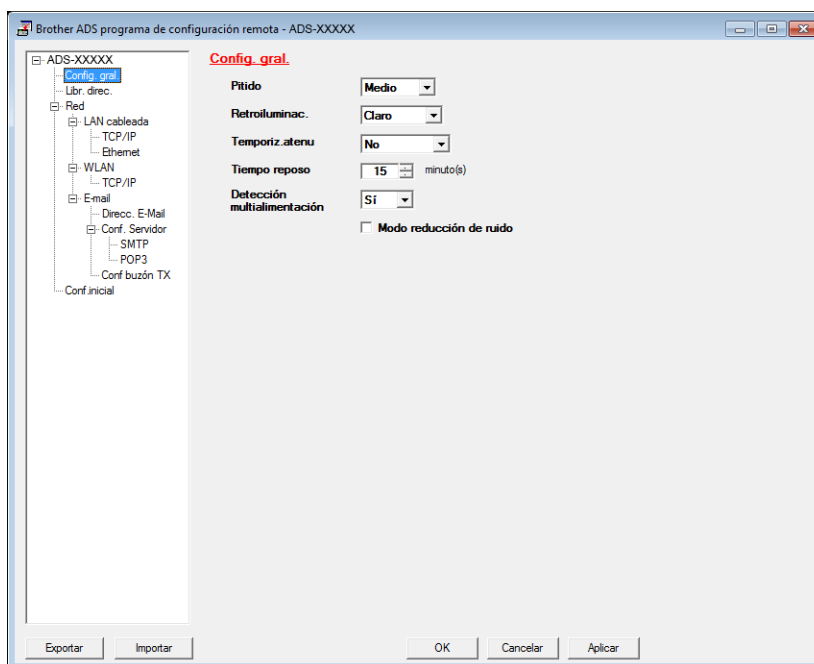 Brother ADS programa de configuración remota - ADS-XXXXX
ADS-XXXXX
Config. gral.
Libr. direc.
Red
LAN cableada
TCP/IP
Ethernet
WLAN
TCP/IP
E-mail
Direcc. E-Mail
Conf. Servidor
SMTP
POP3
Conf buzón TX
Conf.inicial
Config. gral.
Pitido Medio
Retroiluminac. Claro
Temporiz.atenu No
Tiempo reposo 15 minuto(s)
Detección
multialimentación Sí
Modo reducción de ruido
Exportar Importar OK Cancelar Aplicar